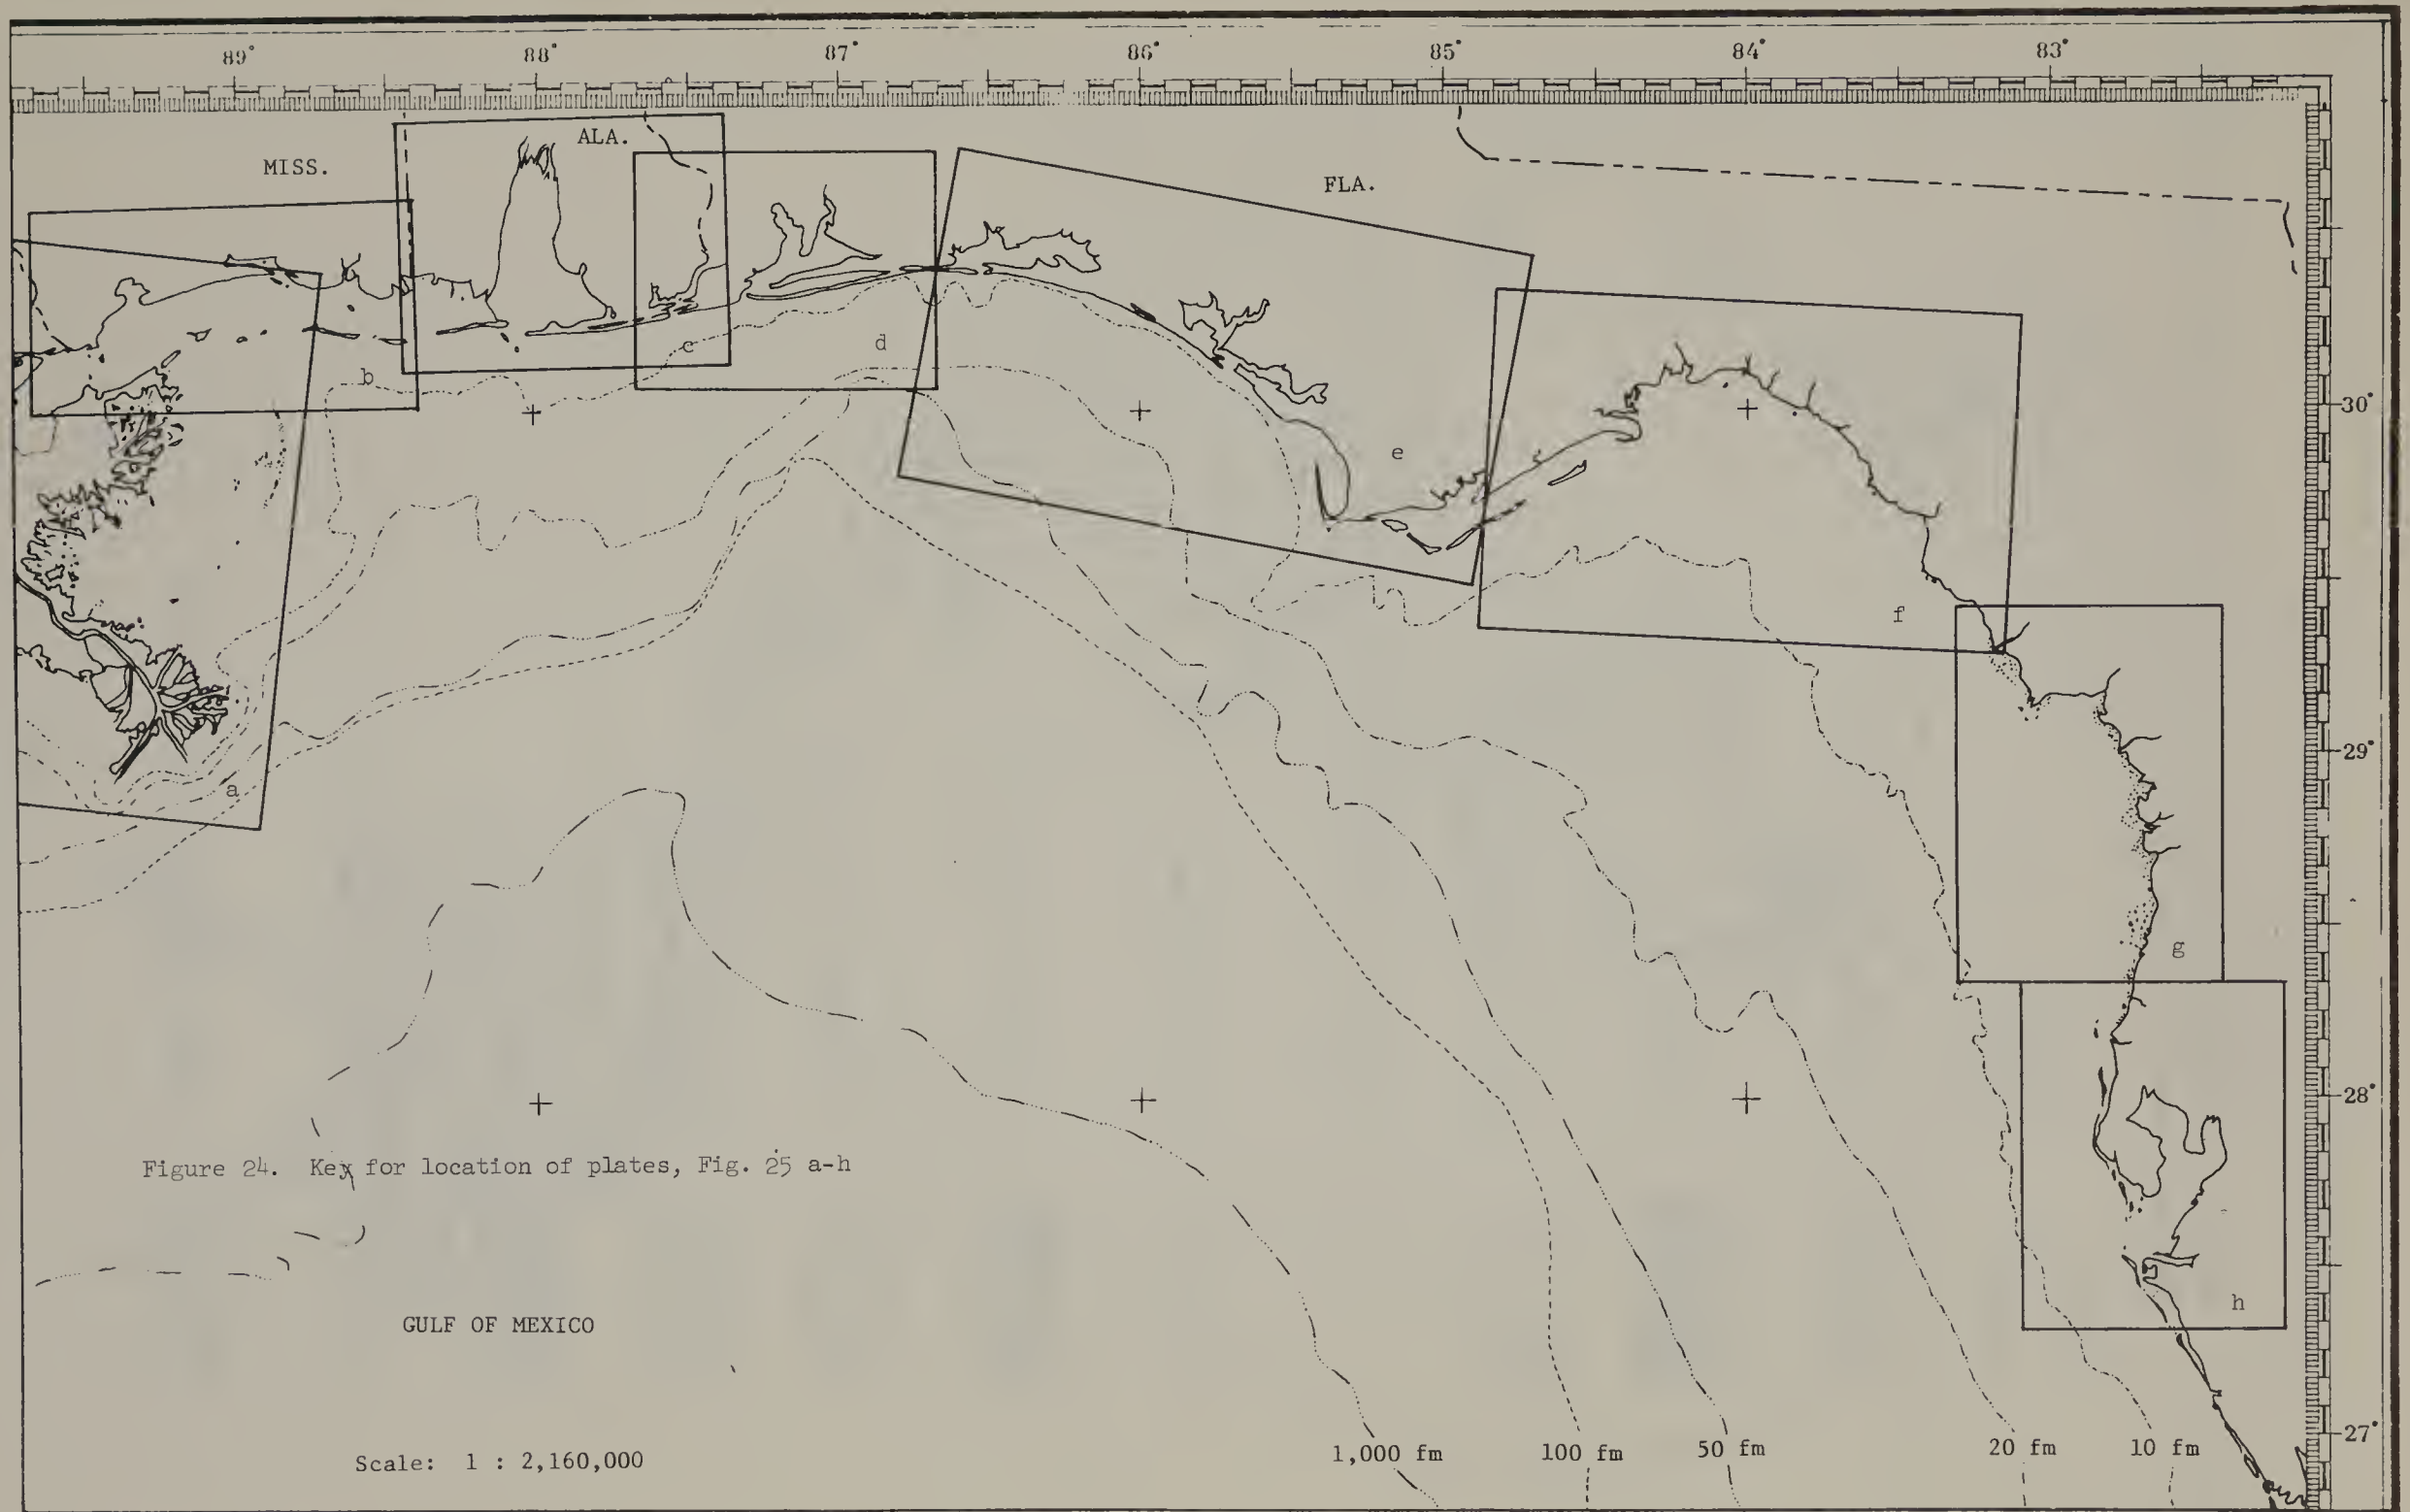 89° 88° 87° 86° 85° 84° 83°
MISS.
ALA.
FLA.
c
d
b
30°
e
f
29°
a
g
28°
Figure 24. Key for location of plates, Fig. 25 a-h
h
GULF OF MEXICO
Scale: 1 : 2,160,000
1,000 fm 100 fm 50 fm 20 fm 10 fm
27°